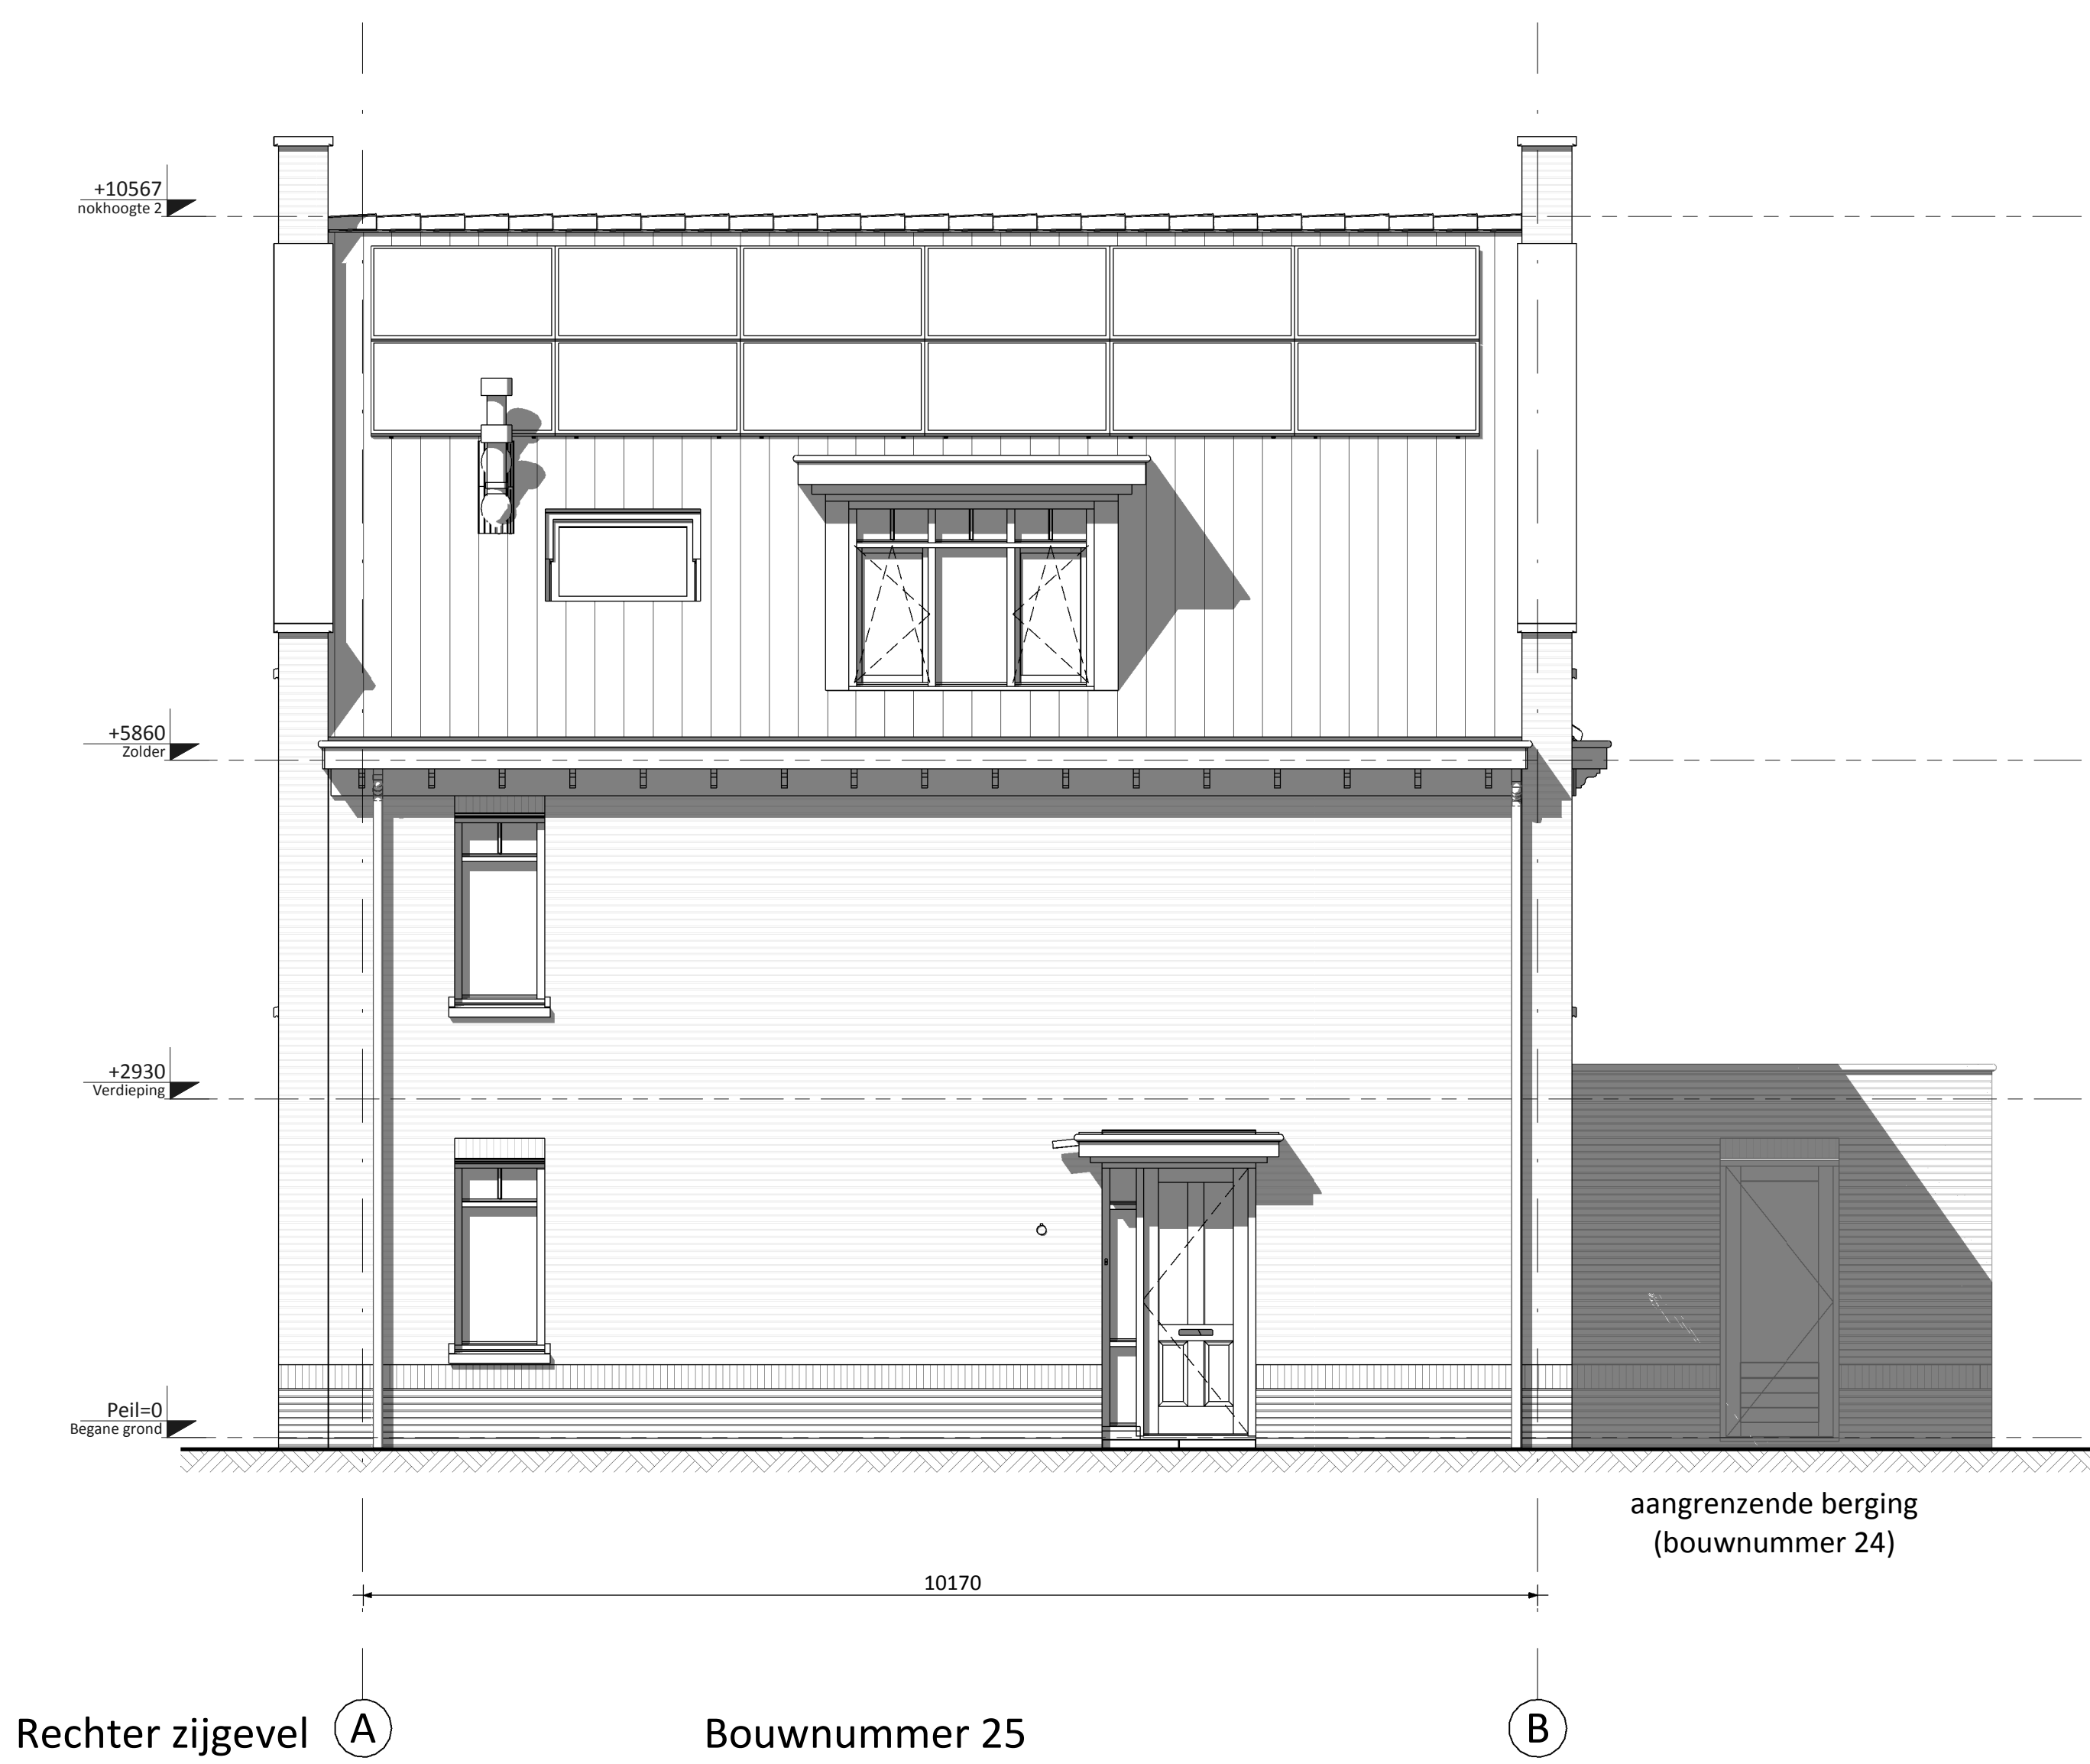 +10567
nokhoogte 2
+5860
Zolder
+2930
Verdieping
Peil=0
Begane grond
aangrenzende berging
(bouwnummer 24)
10170
Rechter zijgevel A Bouwnummer 25 B